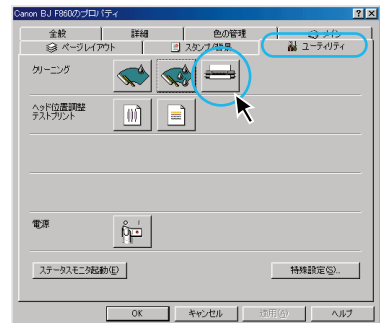 Canon BJ F860のプロパティ
全般 詳細 色の管理 メイン
ページレイアウト スタンプ/背景 ユーティリティ
クリーニング
ヘッド位置調整
テストプリント
電源
ステータスモニタ起動(E) 特殊設定(S)...
OK キャンセル 適用(A) ヘルプ